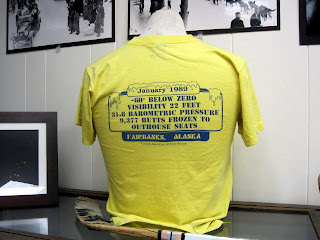 January 1989
-60° BELOW ZERO
VISIBILITY 22 FEET
31.8 BAROMETRIC PRESSURE
9,377 BUTTS FROZEN TO
OUTHOUSE SEATS
FAIRBANKS, ALASKA